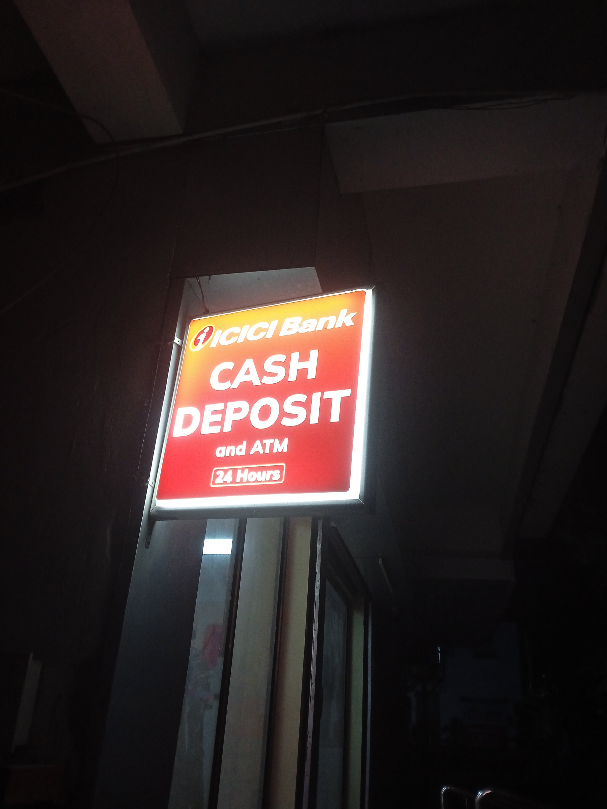 ICICI Bank
CASH
DEPOSIT
and ATM
24 Hours